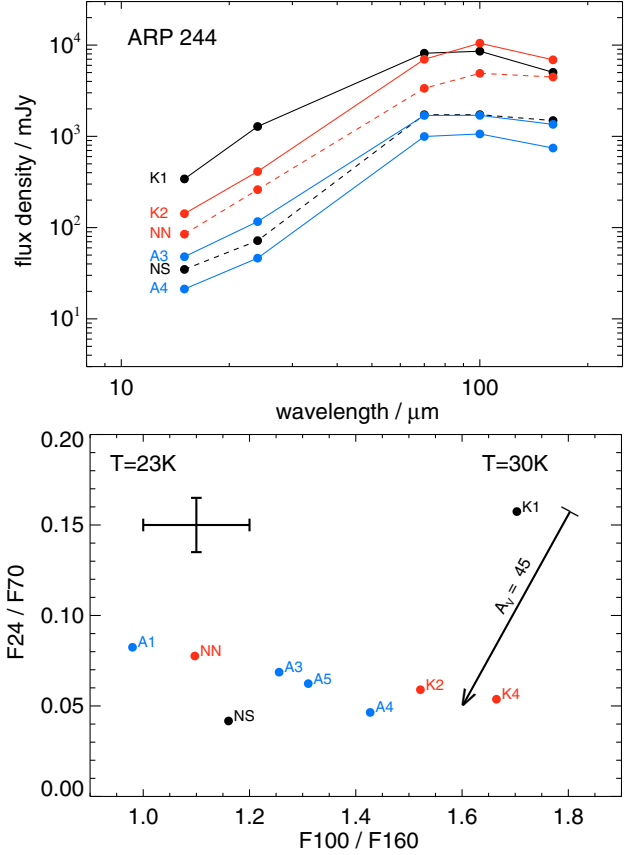 ARP 244
flux density / mJy
10⁴
10³
10²
10¹
K1
K2
NN
A3
NS
A4
10
100
wavelength / μm
F24 / F70
0.20
0.15
0.10
0.05
0.00
T=23K
T=30K
K1
A_V = 45
A1
NN
A3
A5
K2
K4
A4
NS
1.0
1.2
1.4
1.6
1.8
F100 / F160